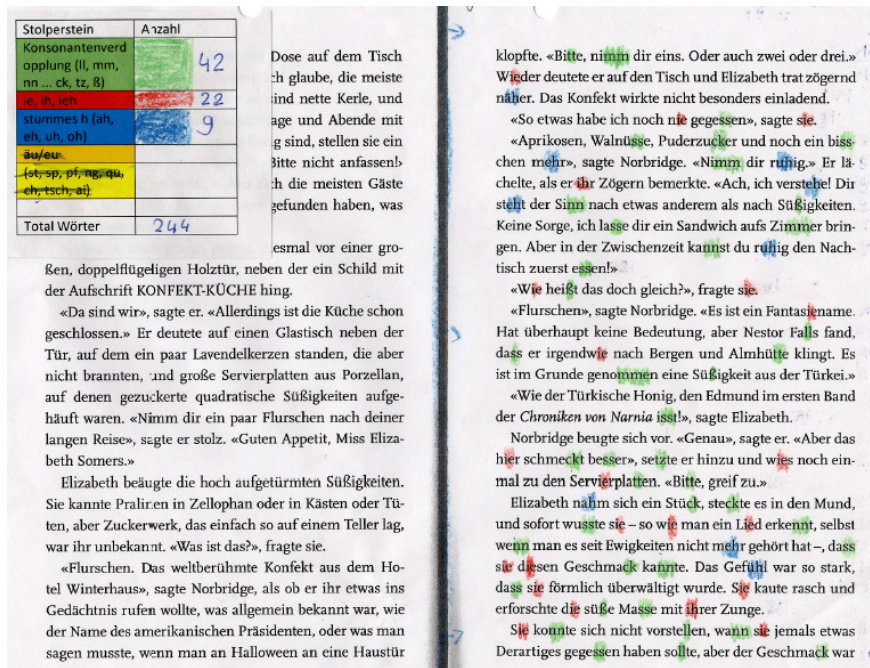 Stolperstein Anzahl
Konsonantenverd
opplung (ll, mm,
nn ... ck, tz, ß) 42
ie, ih, ieh 22
stummes h (ah,
eh, uh, oh) 9
äu/eu
(st, sp, pf, ng, qu,
ch, tsch, ai)
Total Wörter 244
Dose auf dem Tisch
ch glaube, die meiste
sind nette Kerle, und
age und Abende mit
g sind, stellen sie ein
Bitte nicht anfassen!›
h die meisten Gäste
gefunden haben, was
esmal vor einer gro-
ßen, doppelflügeligen Holztür, neben der ein Schild mit
der Aufschrift KONFEKT-KÜCHE hing.
«Da sind wir», sagte er. «Allerdings ist die Küche schon
geschlossen.» Er deutete auf einen Glastisch neben der
Tür, auf dem ein paar Lavendelkerzen standen, die aber
nicht brannten, und große Servierplatten aus Porzellan,
auf denen gezuckerte quadratische Süßigkeiten aufge-
häuft waren. «Nimm dir ein paar Flurschen nach deiner
langen Reise», sagte er stolz. «Guten Appetit, Miss Eliza-
beth Somers.»
Elizabeth beäugte die hoch aufgetürmten Süßigkeiten.
Sie kannte Pralinen in Zellophan oder in Kästen oder Tü-
ten, aber Zuckerwerk, das einfach so auf einem Teller lag,
war ihr unbekannt. «Was ist das?», fragte sie.
«Flurschen. Das weltberühmte Konfekt aus dem Ho-
tel Winterhaus», sagte Norbridge, als ob er ihr etwas ins
Gedächtnis rufen wollte, was allgemein bekannt war, wie
der Name des amerikanischen Präsidenten, oder was man
sagen musste, wenn man an Halloween an eine Haustür
klopfte. «Bitte, nimm dir eins. Oder auch zwei oder drei.»
Wieder deutete er auf den Tisch und Elizabeth trat zögernd
näher. Das Konfekt wirkte nicht besonders einladend.
«So etwas habe ich noch nie gegessen», sagte sie.
«Aprikosen, Walnüsse, Puderzucker und noch ein biss-
chen mehr», sagte Norbridge. «Nimm dir ruhig.» Er lä-
chelte, als er ihr Zögern bemerkte. «Ach, ich verstehe! Dir
steht der Sinn nach etwas anderem als nach Süßigkeiten.
Keine Sorge, ich lasse dir ein Sandwich aufs Zimmer brin-
gen. Aber in der Zwischenzeit kannst du ruhig den Nach-
tisch zuerst essen!»
«Wie heißt das doch gleich?», fragte sie.
«Flurschen», sagte Norbridge. «Es ist ein Fantasiename.
Hat überhaupt keine Bedeutung, aber Nestor Falls fand,
dass er irgendwie nach Bergen und Almhütte klingt. Es
ist im Grunde genommen eine Süßigkeit aus der Türkei.»
«Wie der Türkische Honig, den Edmund im ersten Band
der Chroniken von Narnia isst!», sagte Elizabeth.
Norbridge beugte sich vor. «Genau», sagte er. «Aber das
hier schmeckt besser», setzte er hinzu und wies noch ein-
mal zu den Servierplatten. «Bitte, greif zu.»
Elizabeth nahm sich ein Stück, steckte es in den Mund,
und sofort wusste sie – so wie man ein Lied erkennt, selbst
wenn man es seit Ewigkeiten nicht mehr gehört hat –, dass
sie diesen Geschmack kannte. Das Gefühl war so stark,
dass sie förmlich überwältigt wurde. Sie kaute rasch und
erforschte die süße Masse mit ihrer Zunge.
Sie konnte sich nicht vorstellen, wann sie jemals etwas
Derartiges gegessen haben sollte, aber der Geschmack war